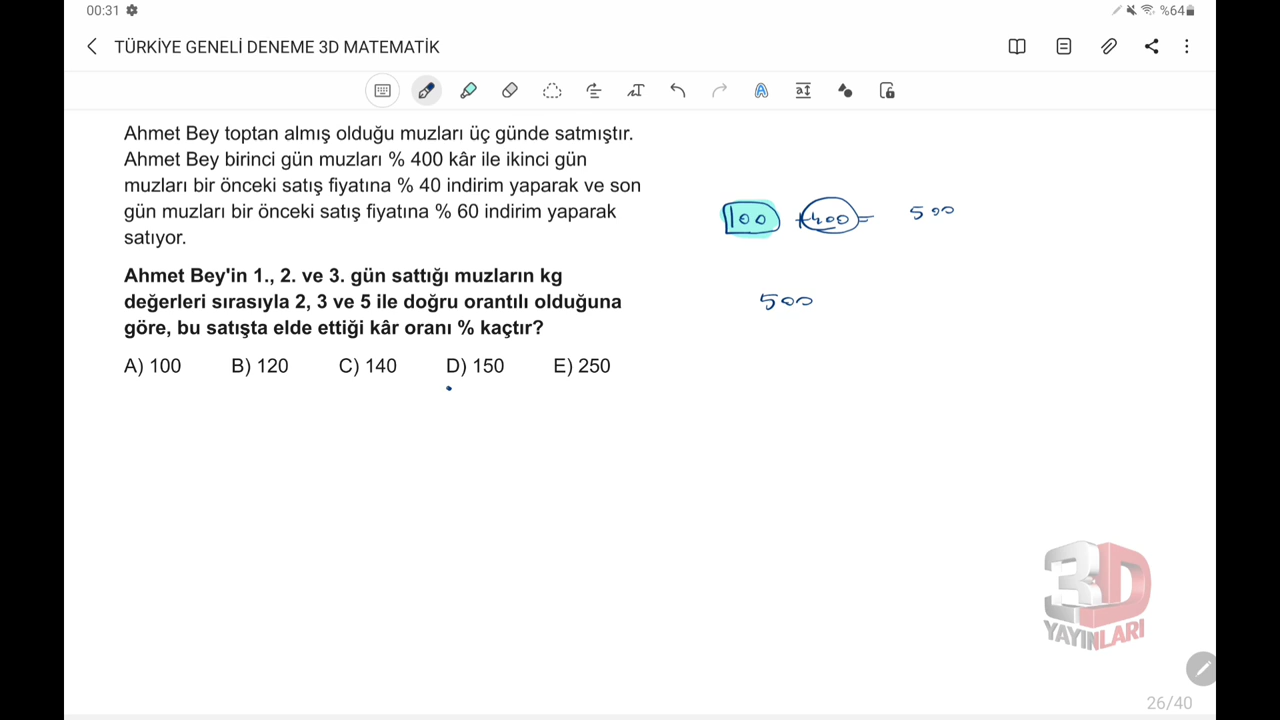 00:31
%64
TÜRKİYE GENELİ DENEME 3D MATEMATİK
Ahmet Bey toptan almış olduğu muzları üç günde satmıştır.
Ahmet Bey birinci gün muzları % 400 kâr ile ikinci gün
muzları bir önceki satış fiyatına % 40 indirim yaparak ve son
gün muzları bir önceki satış fiyatına % 60 indirim yaparak
satıyor.
100 +400= 500
500
Ahmet Bey'in 1., 2. ve 3. gün sattığı muzların kg
değerleri sırasıyla 2, 3 ve 5 ile doğru orantılı olduğuna
göre, bu satışta elde ettiği kâr oranı % kaçtır?
A) 100 B) 120 C) 140 D) 150 E) 250
3D
YAYINLARI
26/40